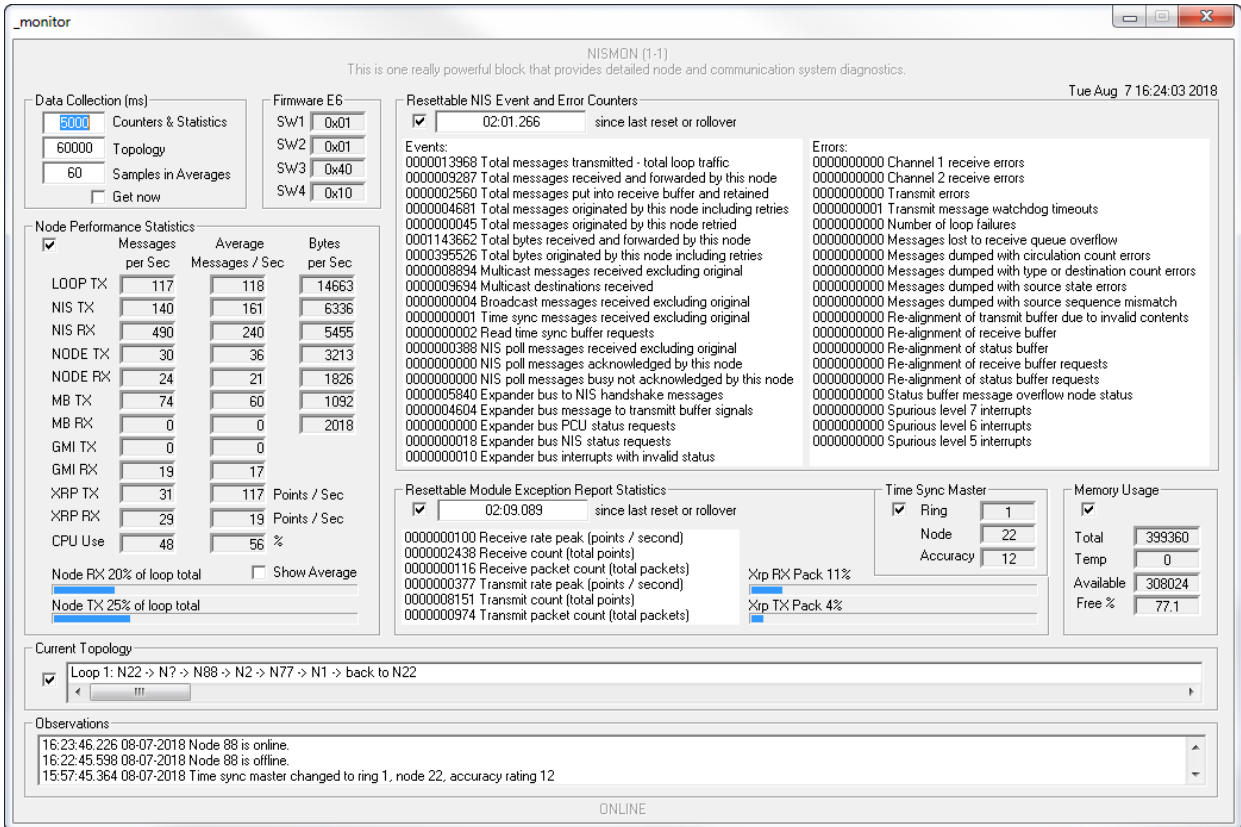 _monitor
NISMON (1-1)
This is one really powerful block that provides detailed node and communication system diagnostics.
Tue Aug 7 16:24:03 2018
Data Collection (ms)
5000 Counters & Statistics
60000 Topology
60 Samples in Averages
Get now
Firmware E6
SW1 0x01
SW2 0x01
SW3 0x40
SW4 0x10
Node Performance Statistics
Messages Average Bytes
per Sec Messages / Sec per Sec
LOOP TX 117 118 14663
NIS TX 140 161 6336
NIS RX 490 240 5455
NODE TX 30 36 3213
NODE RX 24 21 1826
MB TX 74 60 1092
MB RX 0 0 2018
GMI TX 0 0
GMI RX 19 17
XRP TX 31 117 Points / Sec
XRP RX 29 19 Points / Sec
CPU Use 48 56 %
Node RX 20% of loop total Show Average
Node TX 25% of loop total
Resettable NIS Event and Error Counters
02:01.266 since last reset or rollover
Events:
0000013968 Total messages transmitted - total loop traffic
0000009287 Total messages received and forwarded by this node
0000002560 Total messages put into receive buffer and retained
0000004681 Total messages originated by this node including retries
0000000045 Total messages originated by this node retried
0001143662 Total bytes received and forwarded by this node
0000395526 Total bytes originated by this node including retries
0000008894 Multicast messages received excluding original
0000009694 Multicast destinations received
0000000004 Broadcast messages received excluding original
0000000001 Time sync messages received excluding original
0000000002 Read time sync buffer requests
0000000388 NIS poll messages received excluding original
0000000000 NIS poll messages acknowledged by this node
0000000000 NIS poll messages busy not acknowledged by this node
0000005840 Expander bus to NIS handshake messages
0000004604 Expander bus message to transmitt buffer signals
0000000000 Expander bus PCU status requests
0000000018 Expander bus NIS status requests
0000000010 Expander bus interrupts with invalid status
Errors:
0000000000 Channel 1 receive errors
0000000000 Channel 2 receive errors
0000000000 Transmit errors
0000000001 Transmit message watchdog timeouts
0000000000 Number of loop failures
0000000000 Messages lost to receive queue overflow
0000000000 Messages dumped with circulation count errors
0000000000 Messages dumped with type or destination count errors
0000000000 Messages dumped with source state errors
0000000000 Messages dumped with source sequence mismatch
0000000000 Re-alignment of transmit buffer due to invalid contents
0000000000 Re-alignment of receive buffer
0000000000 Re-alignment of status buffer
0000000000 Re-alignment of receive buffer requests
0000000000 Re-alignment of status buffer requests
0000000000 Status buffer message overflow node status
0000000000 Spurious level 7 interrupts
0000000000 Spurious level 6 interrupts
0000000000 Spurious level 5 interrupts
Resettable Module Exception Report Statistics
02:09.089 since last reset or rollover
0000000100 Receive rate peak (points / second)
0000002438 Receive count (total points)
0000000116 Receive packet count (total packets)
0000000377 Transmit rate peak (points / second)
0000008151 Transmit count (total points)
0000000974 Transmit packet count (total packets)
Xrp RX Pack 11%
Xrp TX Pack 4%
Time Sync Master
Ring 1
Node 22
Accuracy 12
Memory Usage
Total 399360
Temp 0
Available 308024
Free % 77.1
Current Topology
Loop 1: N22 -> N? -> N88 -> N2 -> N77 -> N1 -> back to N22
Observations
16:23:46.226 08-07-2018 Node 88 is online.
16:22:45.598 08-07-2018 Node 88 is offline.
15:57:45.364 08-07-2018 Time sync master changed to ring 1, node 22, accuracy rating 12
ONLINE